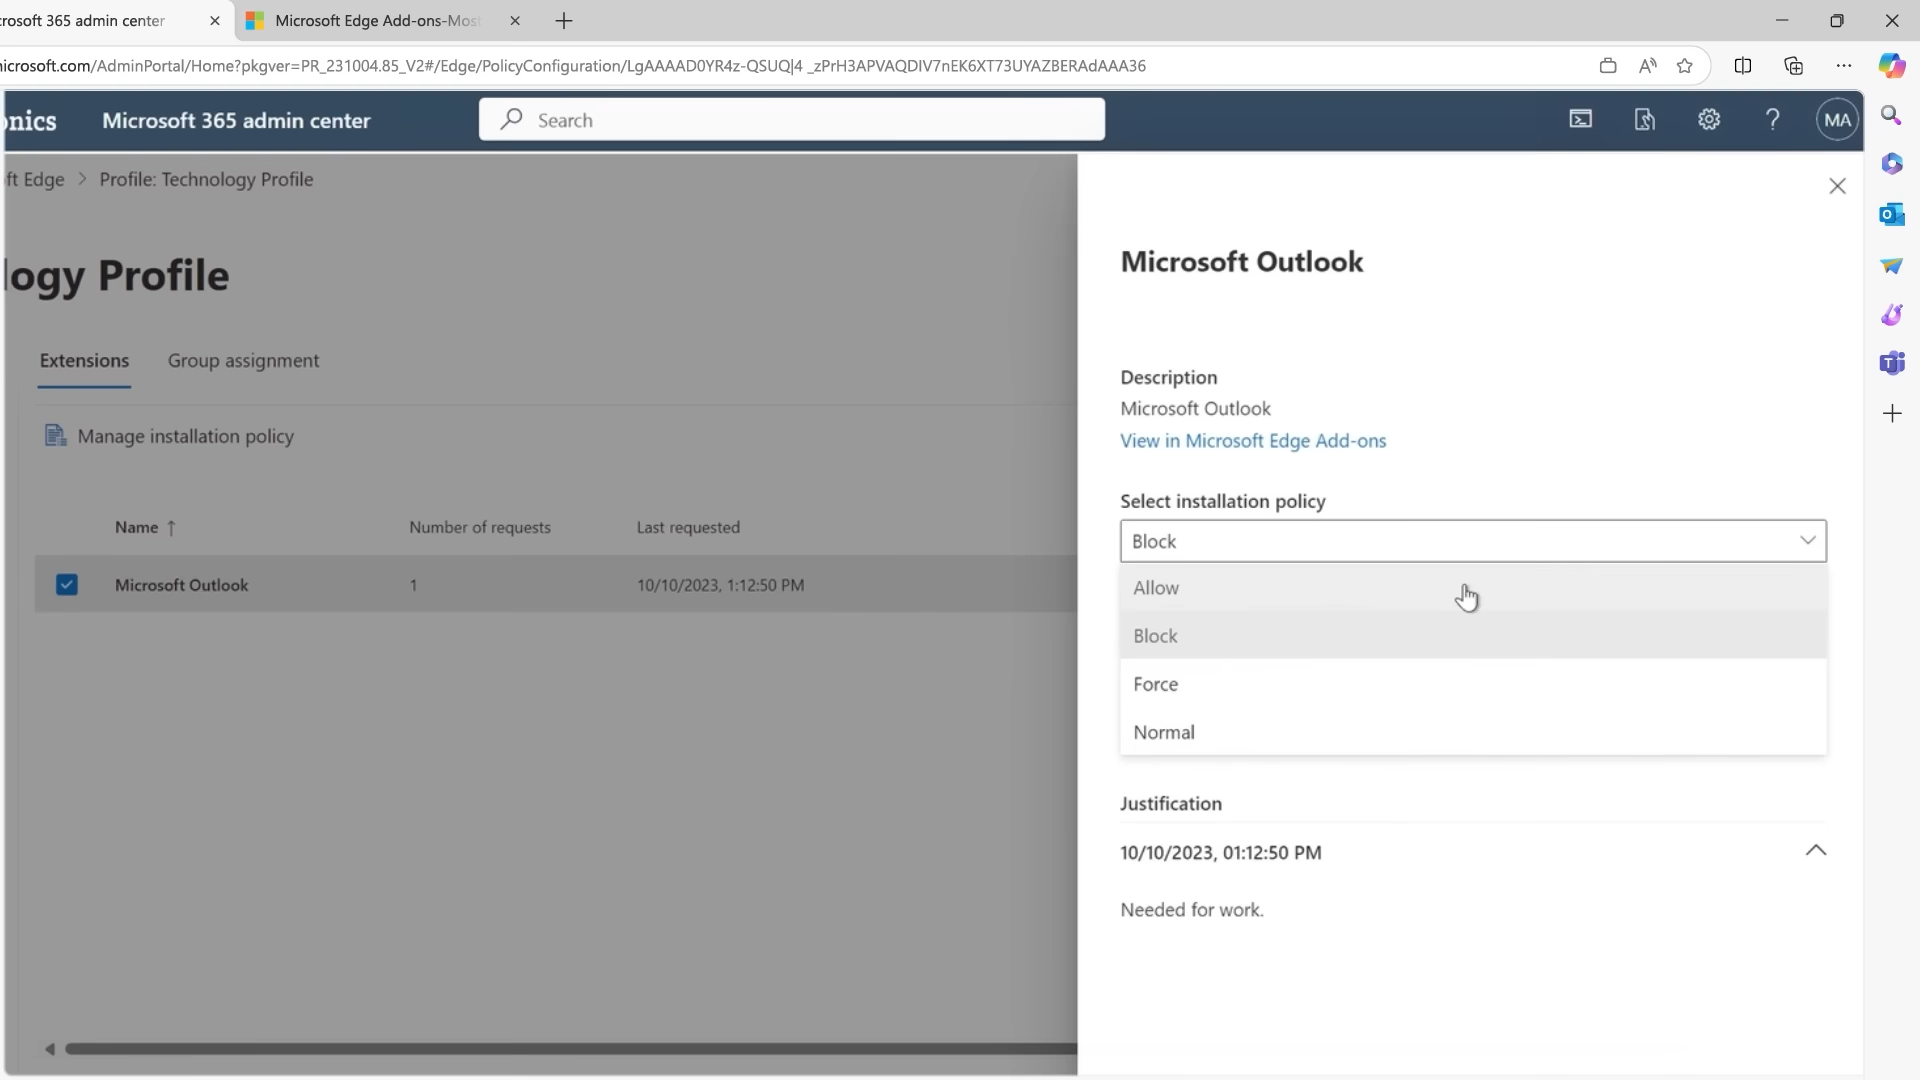 crosoft 365 admin center
Microsoft Edge Add-ons-Mos
icrosoft.com/AdminPortal/Home?pkgver=PR_231004.85_V2#/Edge/PolicyConfiguration/LgAAAAD0YR4z-QSUQ|4 _zPrH3APVAQDIV7nEK6XT73UYAZBERAdAAA36
onics
Microsoft 365 admin center
Search
MA
ft Edge > Profile: Technology Profile
logy Profile
Extensions
Group assignment
Manage installation policy
Name ↑
Number of requests
Last requested
Microsoft Outlook
1
10/10/2023, 1:12:50 PM
Microsoft Outlook
Description
Microsoft Outlook
View in Microsoft Edge Add-ons
Select installation policy
Block
Allow
Block
Force
Normal
Justification
10/10/2023, 01:12:50 PM
Needed for work.